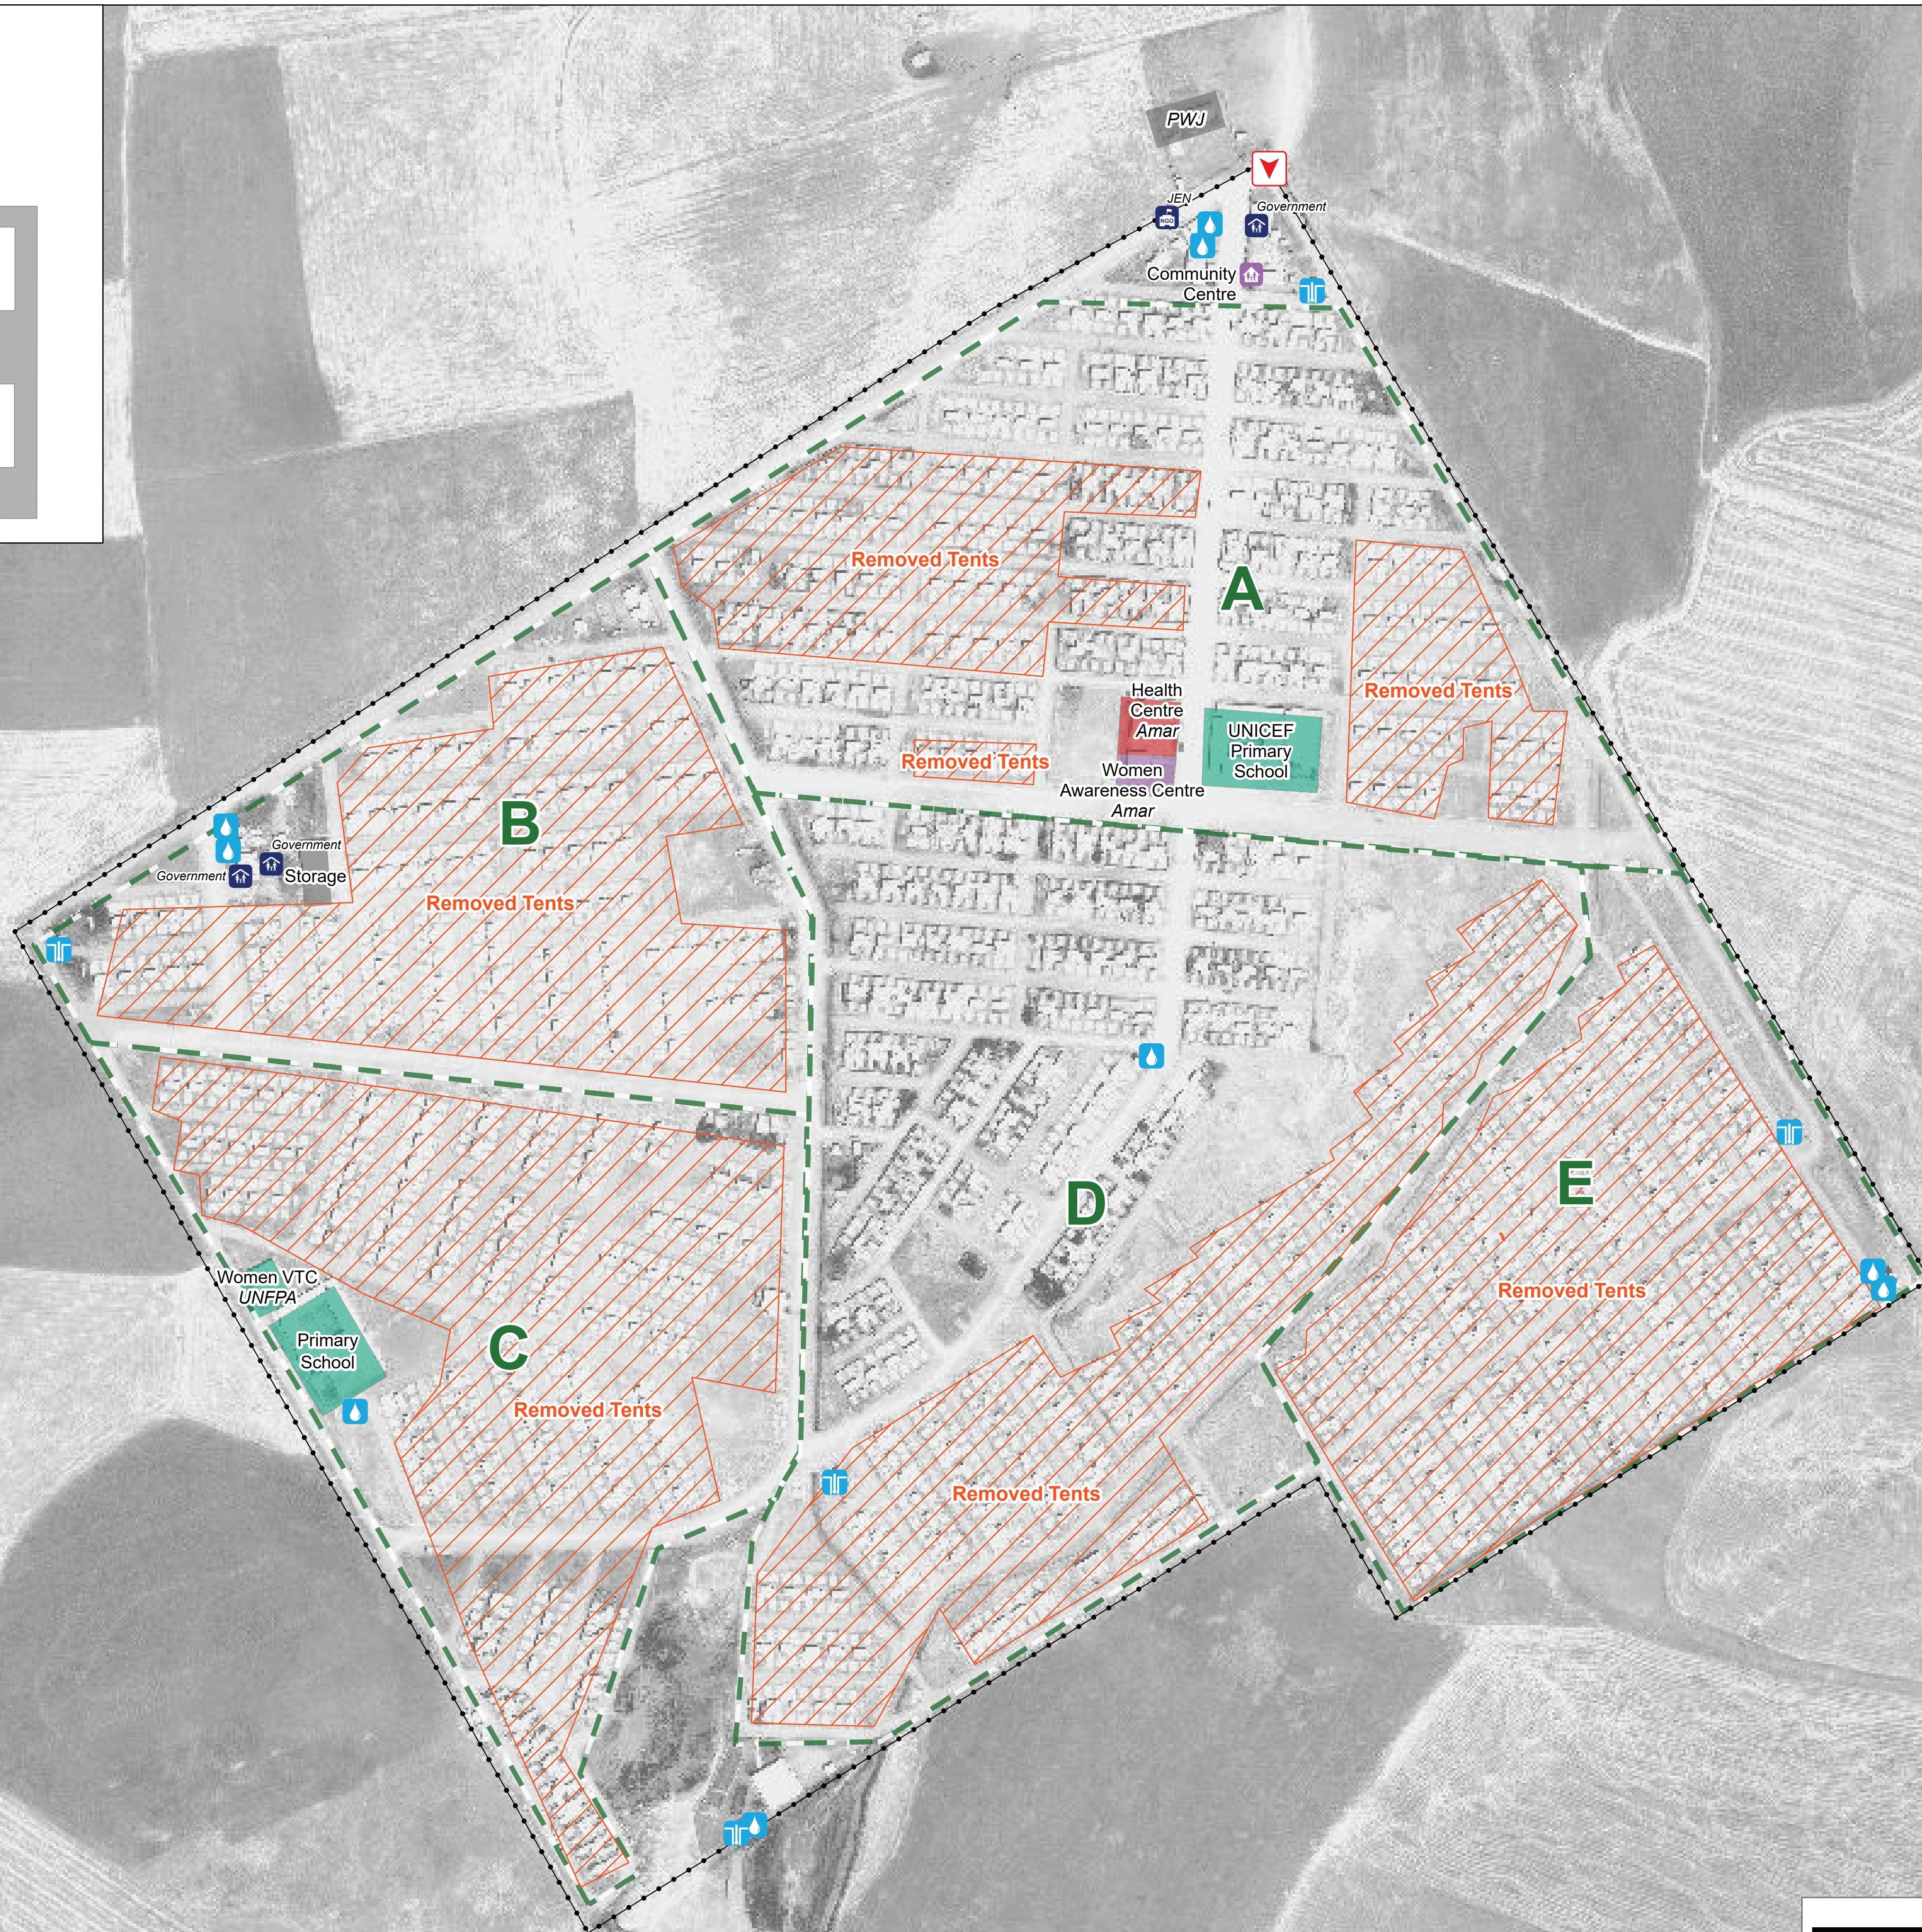 PWJ
JEN
NGO
Government
Community
Centre
Removed Tents
A
Removed Tents
Health
Centre
Amar
UNICEF
Primary
School
Removed Tents
Women
Awareness Centre
Amar
B
Government
Government
Storage
Removed Tents
D
E
Women VTC
UNFPA
Removed Tents
Primary
School
C
Removed Tents
Removed Tents